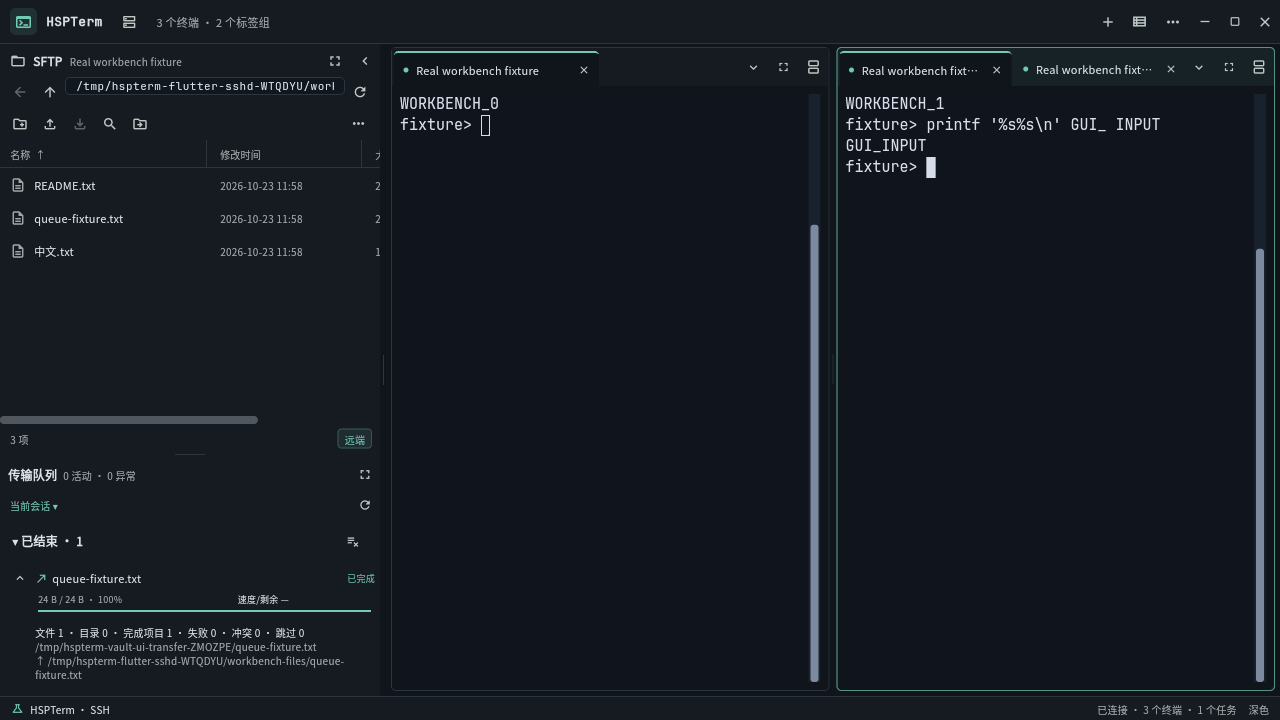 HSPTerm
3 个终端 · 2 个标签组
SFTP Real workbench fixture
/tmp/hspterm-flutter-sshd-WTQDYU/work
名称 ↑ 修改时间
README.txt 2026-10-23 11:58 2
queue-fixture.txt 2026-10-23 11:58 2
中文.txt 2026-10-23 11:58 1
3 项 远端
传输队列 0 活动 · 0 异常
当前会话 ▾
▾ 已结束 · 1
↗ queue-fixture.txt 已完成
24 B / 24 B · 100% 速度/剩余 —
文件 1 · 目录 0 · 完成项目 1 · 失败 0 · 冲突 0 · 跳过 0
/tmp/hspterm-vault-ui-transfer-ZMOZPE/queue-fixture.txt
↑ /tmp/hspterm-flutter-sshd-WTQDYU/workbench-files/queue-
fixture.txt
Real workbench fixture
WORKBENCH_0
fixture>
Real workbench fixt…
Real workbench fixt…
WORKBENCH_1
fixture> printf '%s%s\n' GUI_ INPUT
GUI_INPUT
fixture>
HSPTerm · SSH
已连接 · 3 个终端 · 1 个任务 深色